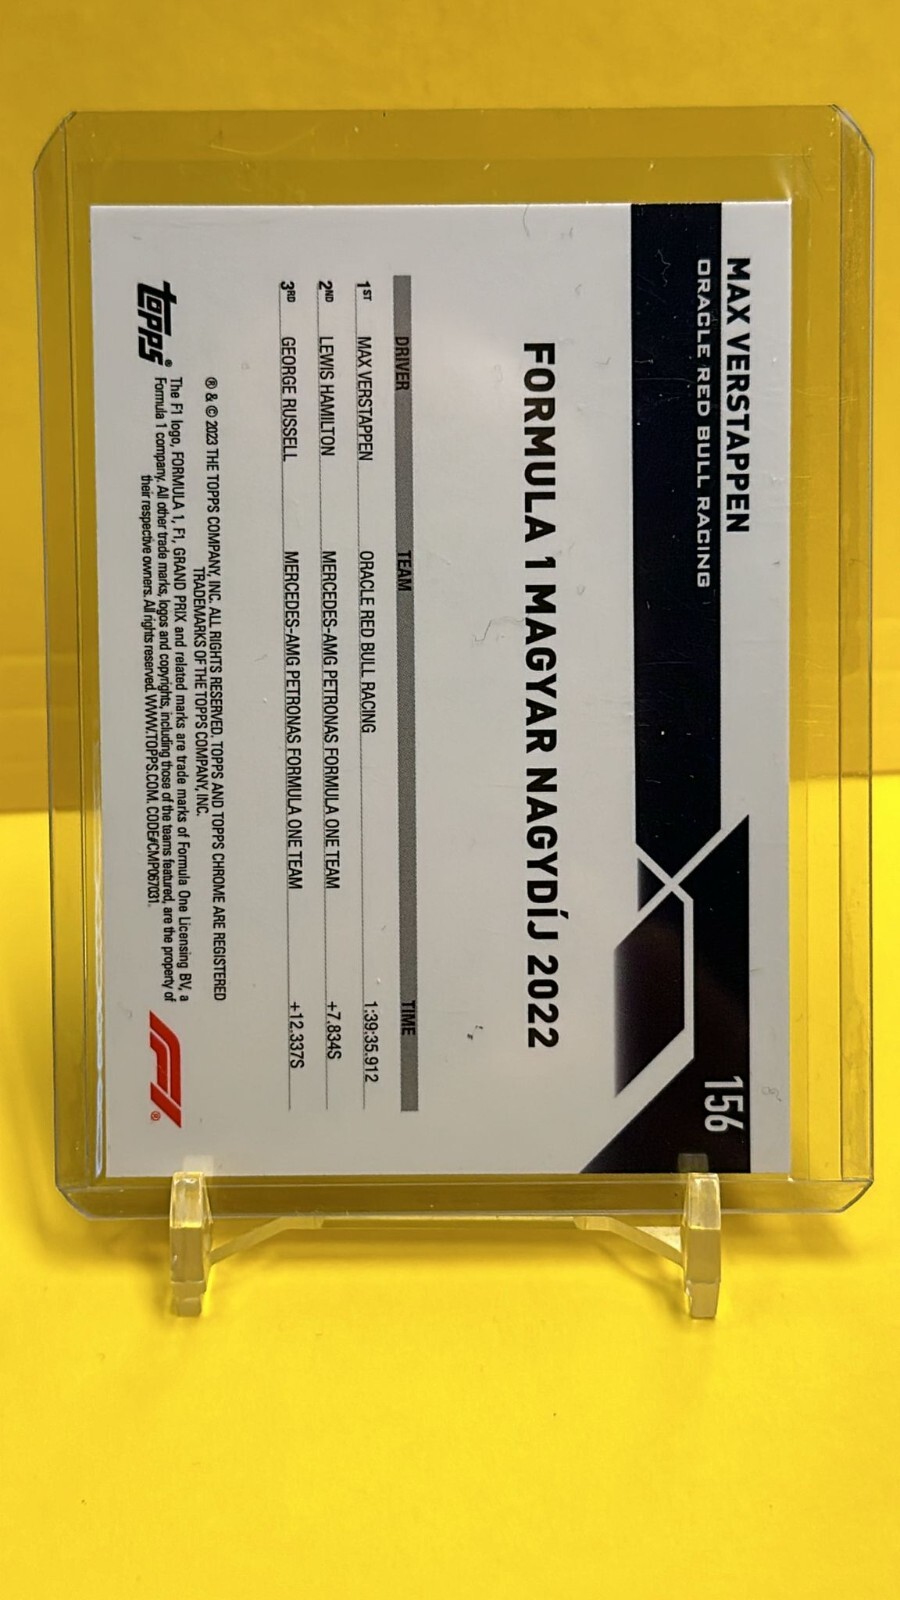 MAX VERSTAPPEN
ORACLE RED BULL RACING
156
FORMULA 1 MAGYAR NAGYDÍJ 2022
DRIVER TEAM TIME
1ST MAX VERSTAPPEN ORACLE RED BULL RACING 1:39:35.912
2ND LEWIS HAMILTON MERCEDES-AMG PETRONAS FORMULA ONE TEAM +7.834S
3RD GEORGE RUSSELL MERCEDES-AMG PETRONAS FORMULA ONE TEAM +12.337S
® & © 2023 THE TOPPS COMPANY, INC. ALL RIGHTS RESERVED. TOPPS AND TOPPS CHROME ARE REGISTERED
TRADEMARKS OF THE TOPPS COMPANY, INC.
The F1 logo, FORMULA 1, F1, GRAND PRIX and related marks are trade marks of Formula One Licensing BV, a
Formula 1 company. All other trade marks, logos and copyrights, including those of the teams featured, are the property of
their respective owners. All rights reserved. WWW.TOPPS.COM. CODE#CMP067031.
topps®
F1®